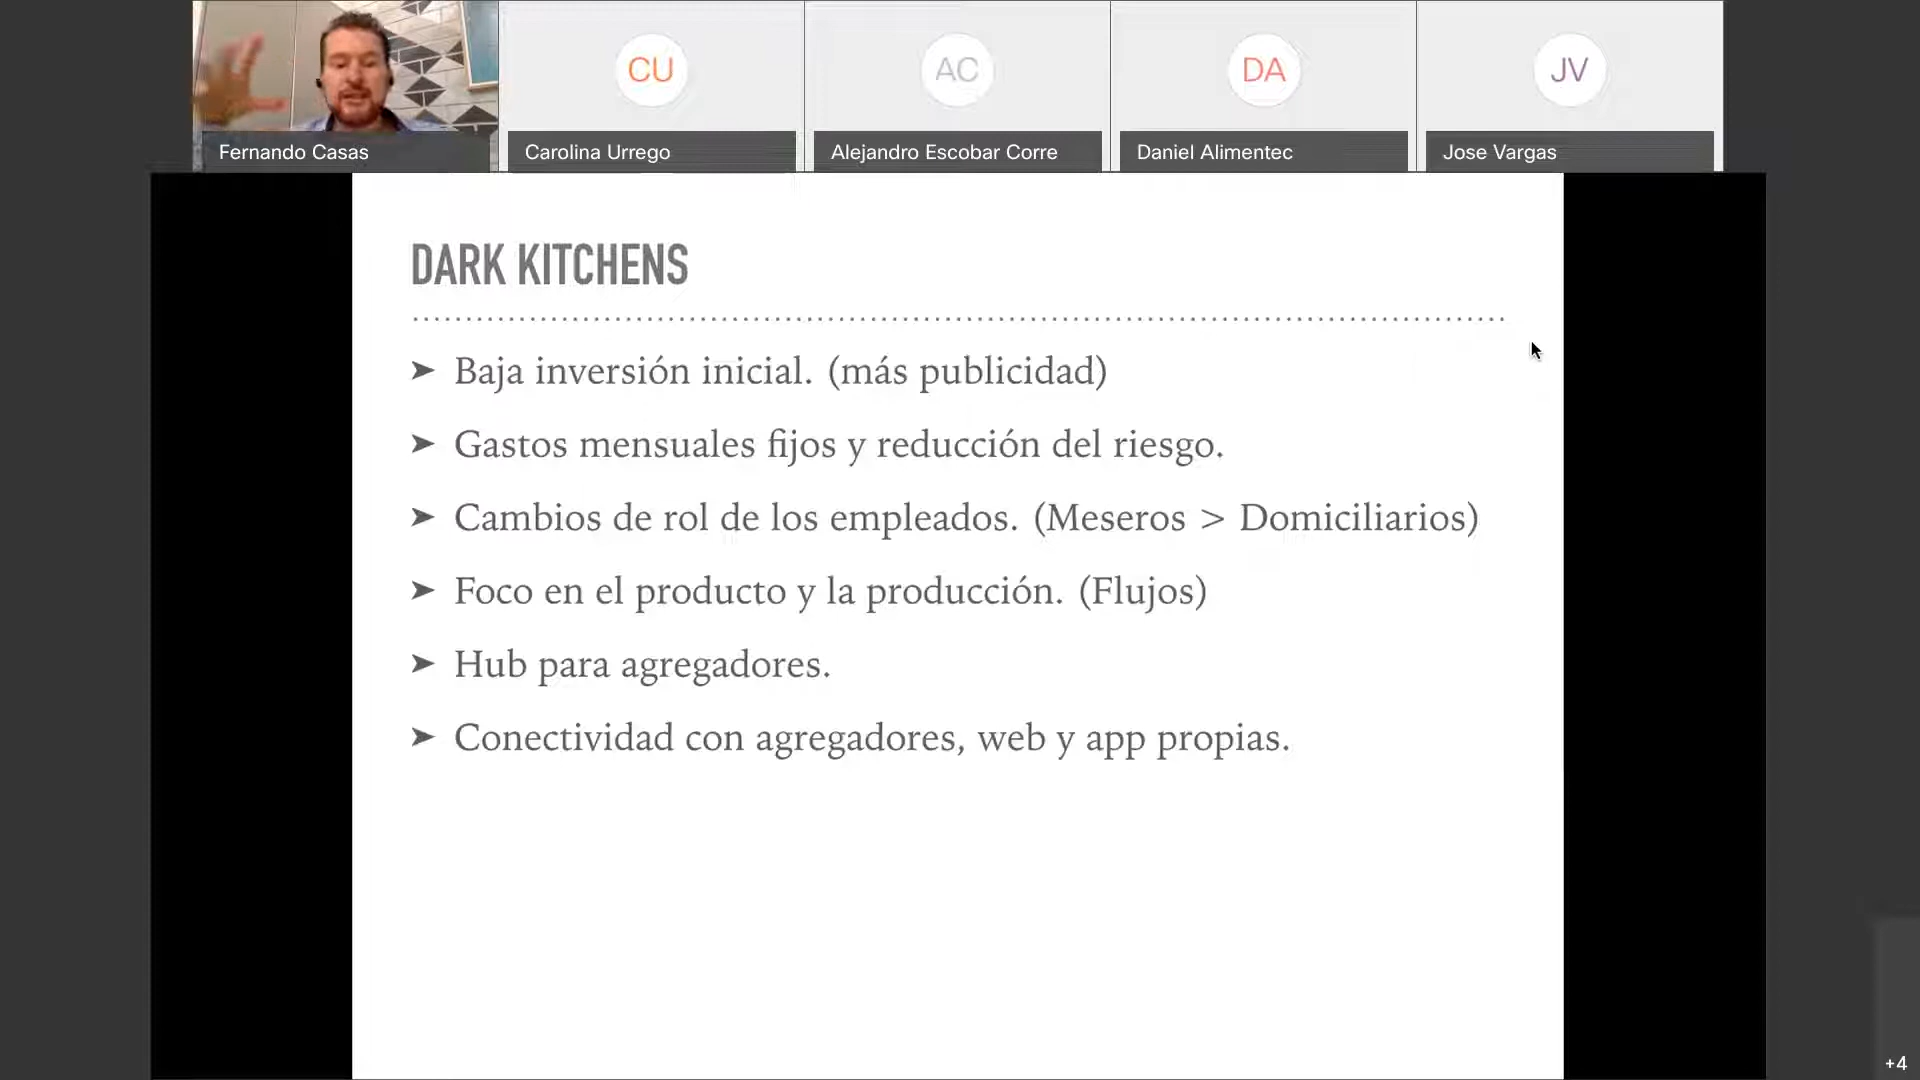 CU
AC
DA
JV
Fernando Casas
Carolina Urrego
Alejandro Escobar Corre
Daniel Alimentec
Jose Vargas
DARK KITCHENS
➤ Baja inversión inicial. (más publicidad)
➤ Gastos mensuales fijos y reducción del riesgo.
➤ Cambios de rol de los empleados. (Meseros > Domiciliarios)
➤ Foco en el producto y la producción. (Flujos)
➤ Hub para agregadores.
➤ Conectividad con agregadores, web y app propias.
+4